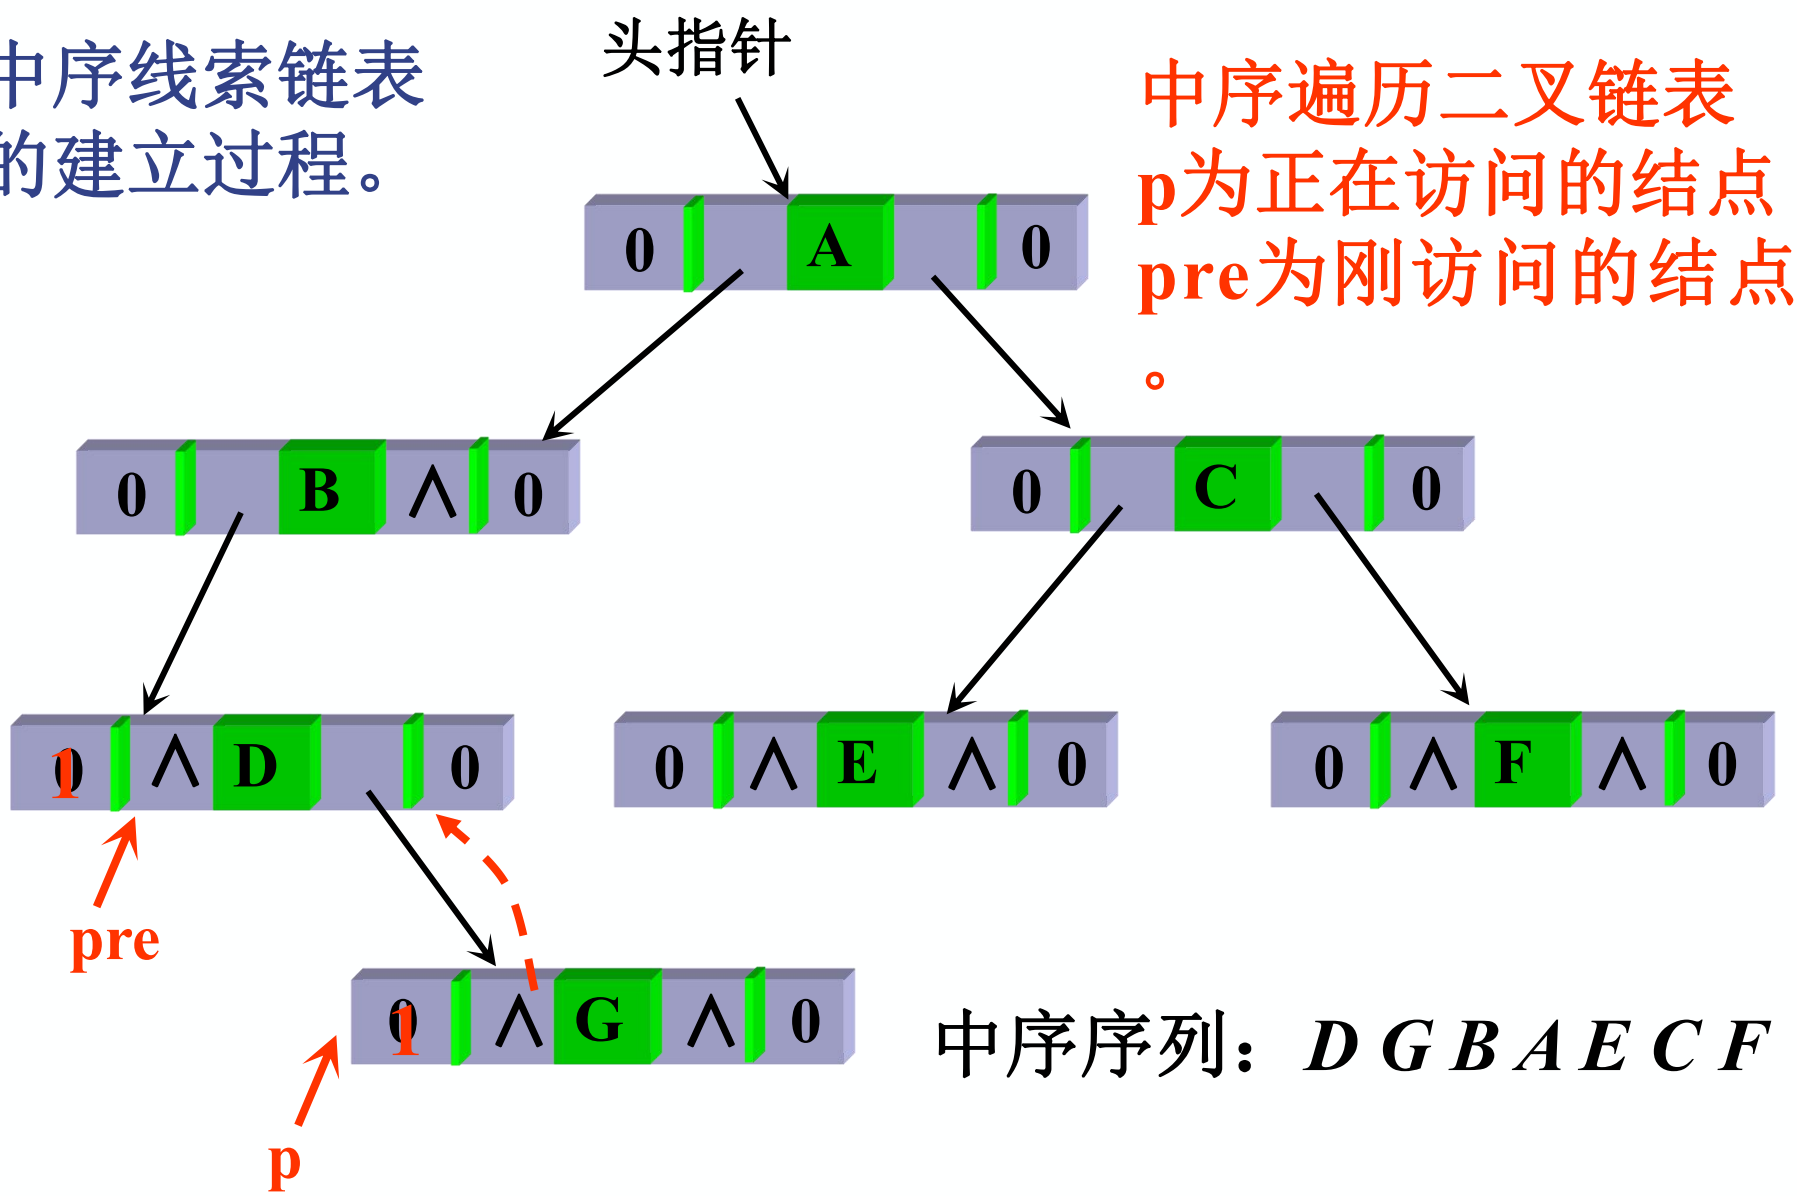 中序线索链表
的建立过程。
头指针
中序遍历二叉链表
p为正在访问的结点
pre为刚访问的结点
。
0 A 0
0 B ∧ 0
0 C 0
0 1 ∧ D 0
0 ∧ E ∧ 0
0 ∧ F ∧ 0
pre
0 1 ∧ G ∧ 0
中序序列：D G B A E C F
p